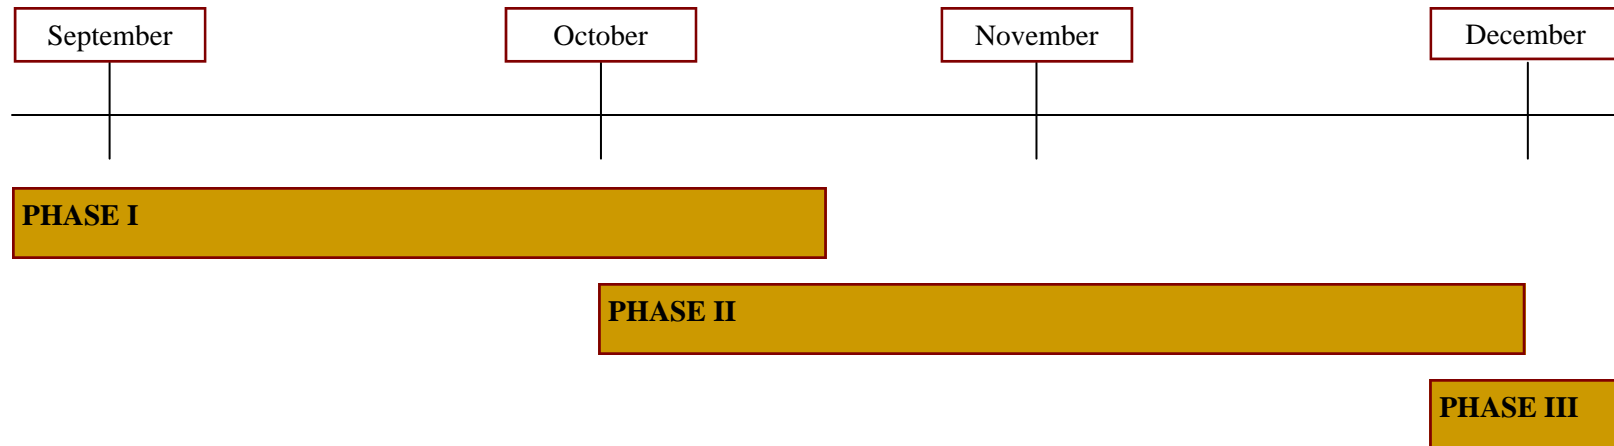 September
October
November
December
PHASE I
PHASE II
PHASE III